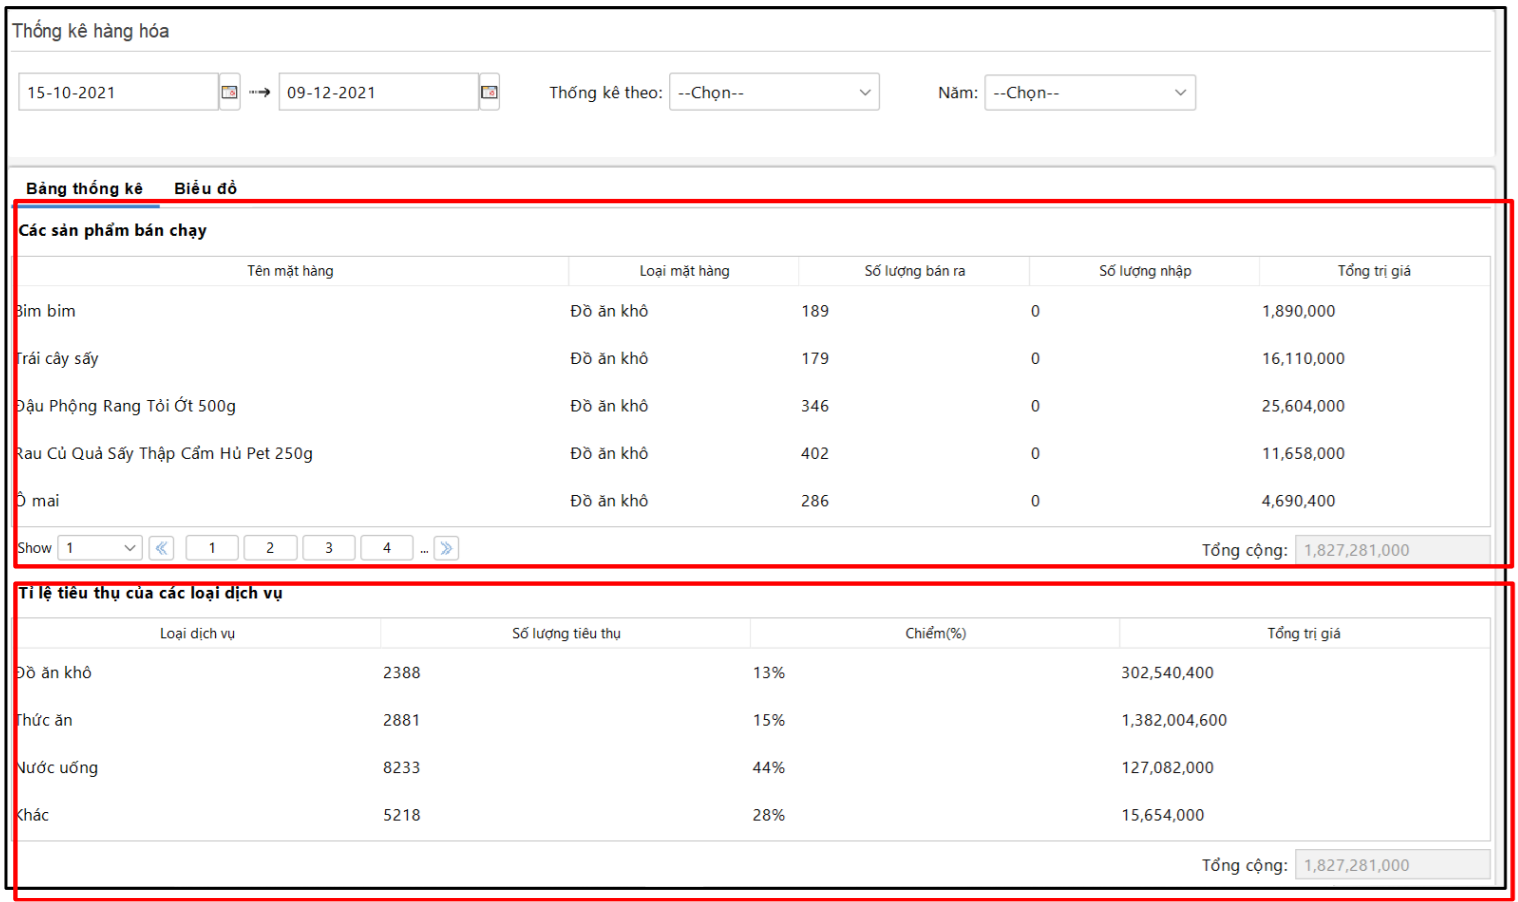 Thống kê hàng hóa
15-10-2021 09-12-2021 Thống kê theo: --Chọn-- Năm: --Chọn--
Bảng thống kê Biểu đồ
Các sản phẩm bán chạy
Tên mặt hàng Loại mặt hàng Số lượng bán ra Số lượng nhập Tổng trị giá
Bim bim Đồ ăn khô 189 0 1,890,000
Trái cây sấy Đồ ăn khô 179 0 16,110,000
Đậu Phộng Rang Tỏi Ớt 500g Đồ ăn khô 346 0 25,604,000
Rau Củ Quả Sấy Thập Cẩm Hủ Pet 250g Đồ ăn khô 402 0 11,658,000
Ô mai Đồ ăn khô 286 0 4,690,400
Show 1 1 2 3 4 ... Tổng cộng: 1,827,281,000
Tỉ lệ tiêu thụ của các loại dịch vụ
Loại dịch vụ Số lượng tiêu thụ Chiếm(%) Tổng trị giá
Đồ ăn khô 2388 13% 302,540,400
Thức ăn 2881 15% 1,382,004,600
Nước uống 8233 44% 127,082,000
Khác 5218 28% 15,654,000
Tổng cộng: 1,827,281,000